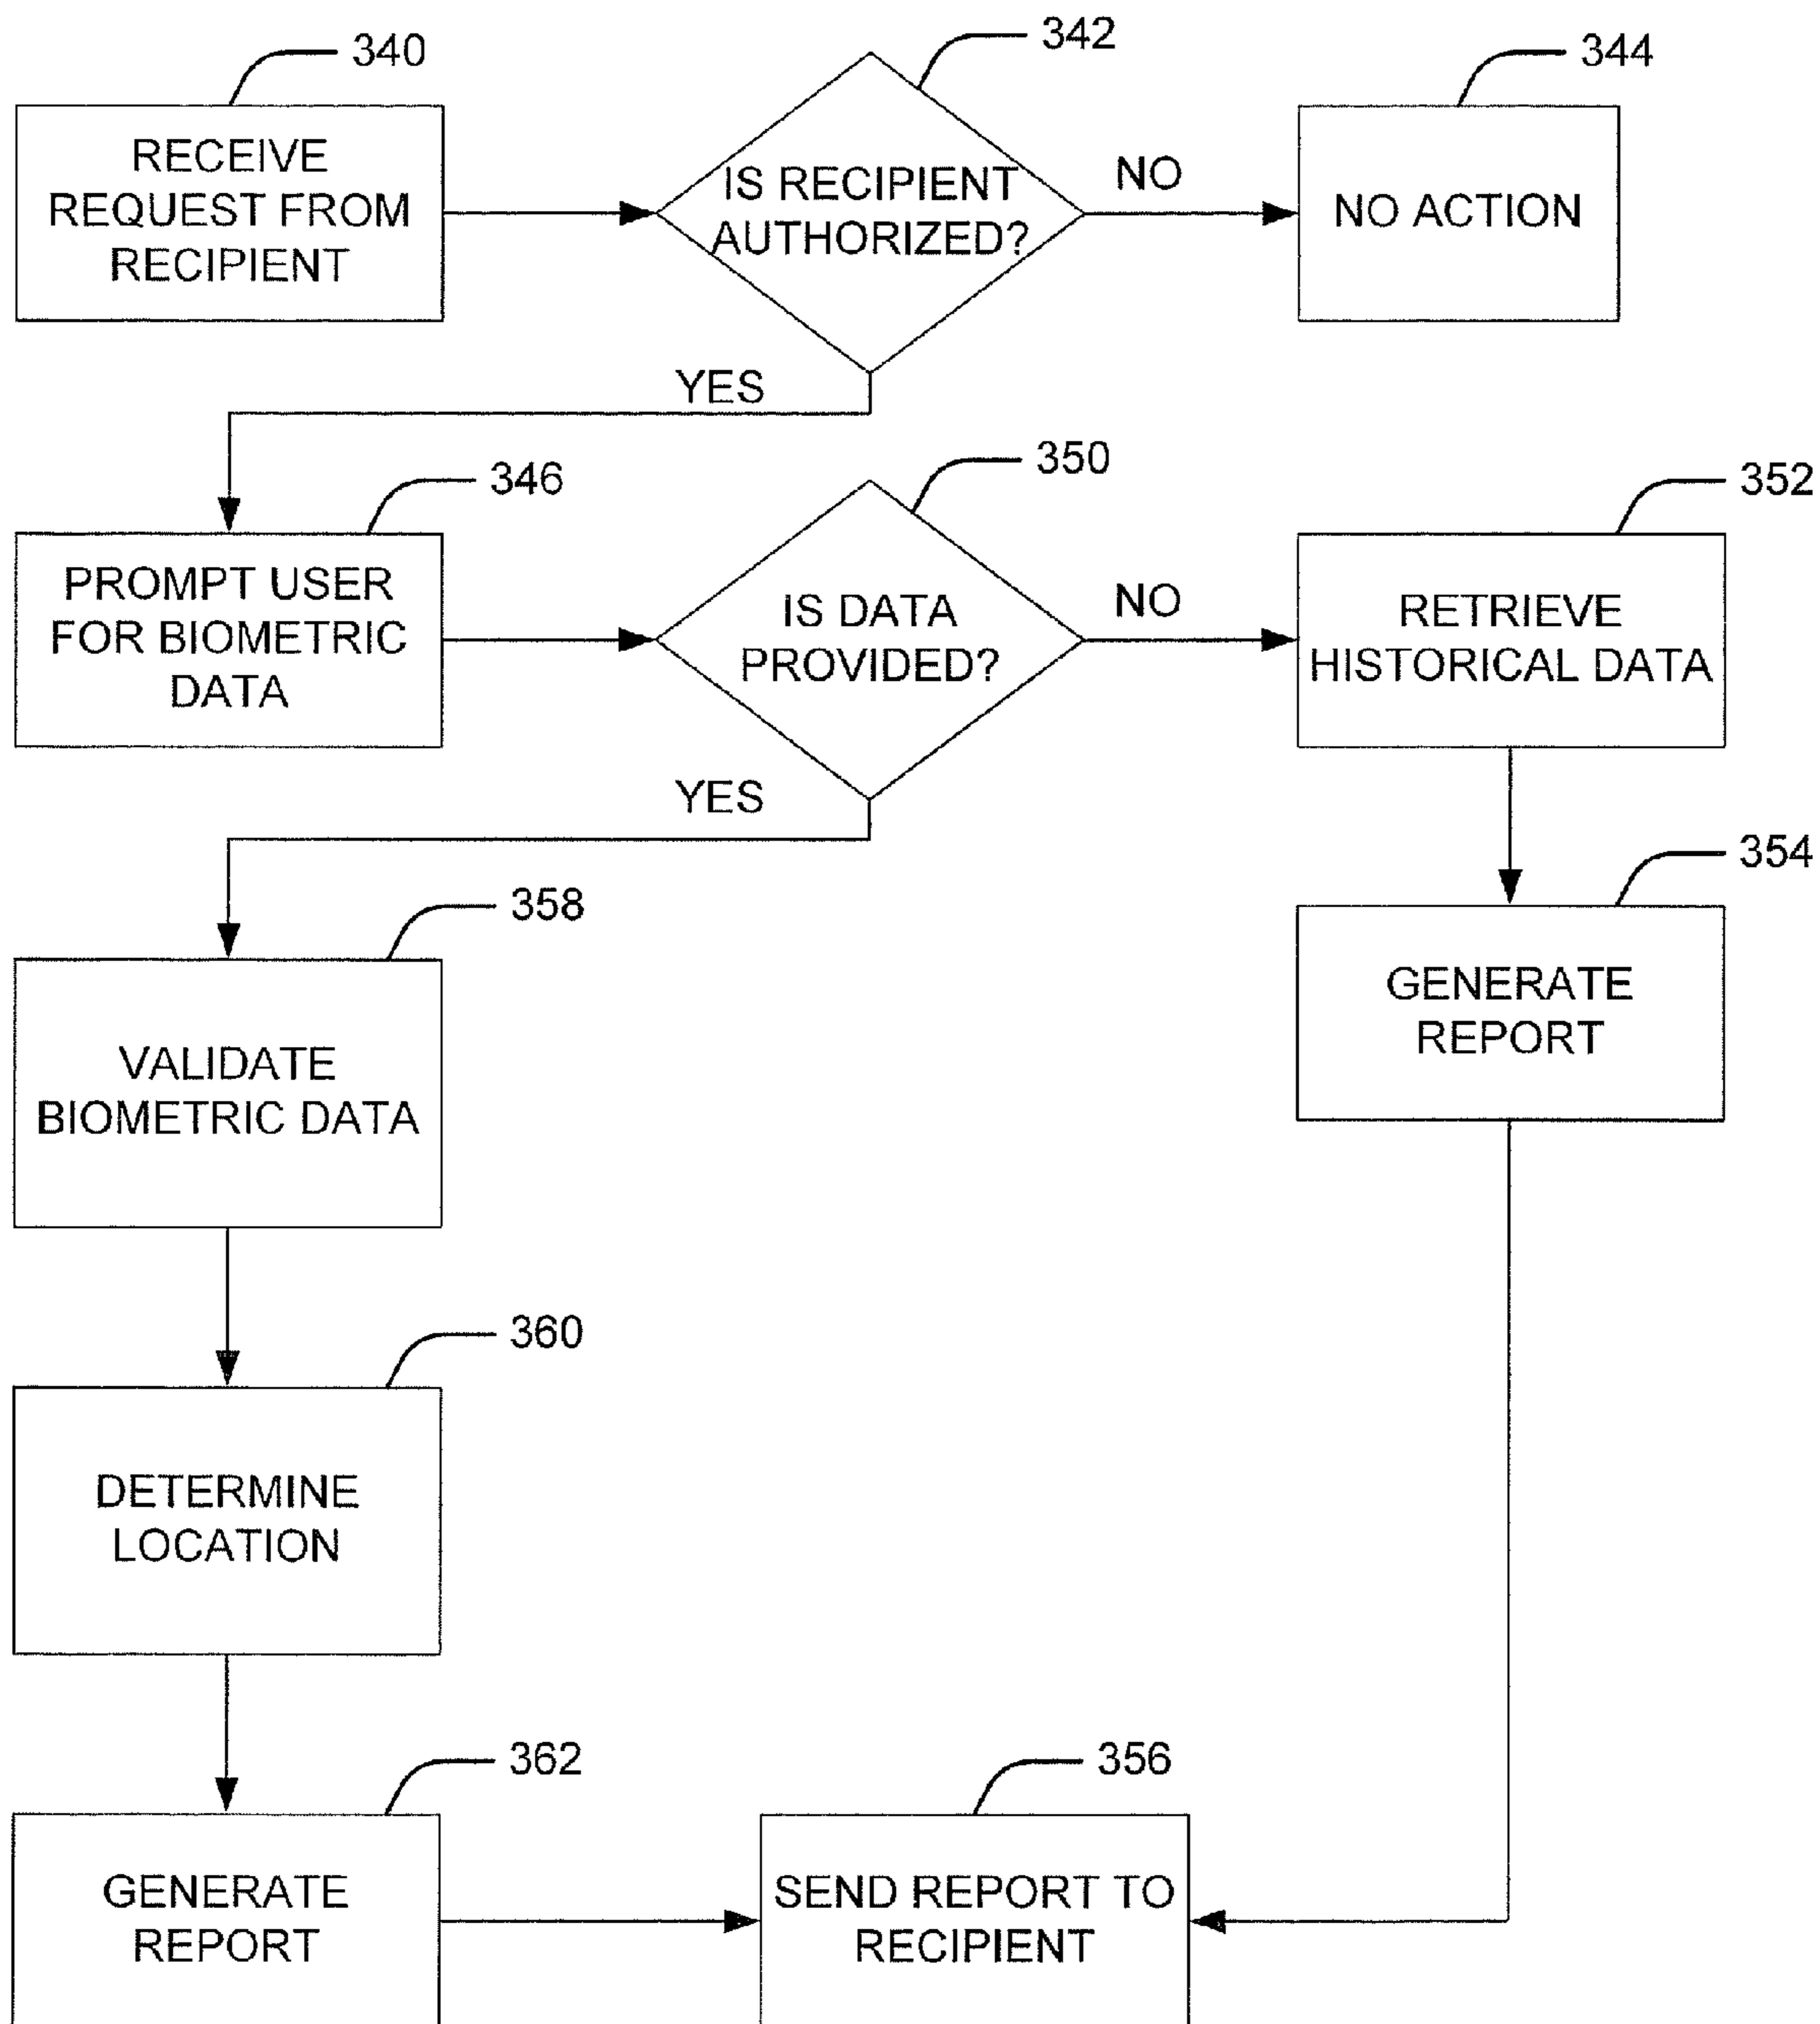 340
342
344
RECEIVE
REQUEST FROM
RECIPIENT
IS RECIPIENT
AUTHORIZED?
NO
NO ACTION
YES
346
350
352
PROMPT USER
FOR BIOMETRIC
DATA
IS DATA
PROVIDED?
NO
RETRIEVE
HISTORICAL DATA
YES
358
354
VALIDATE
BIOMETRIC DATA
GENERATE
REPORT
360
DETERMINE
LOCATION
362
356
GENERATE
REPORT
SEND REPORT TO
RECIPIENT